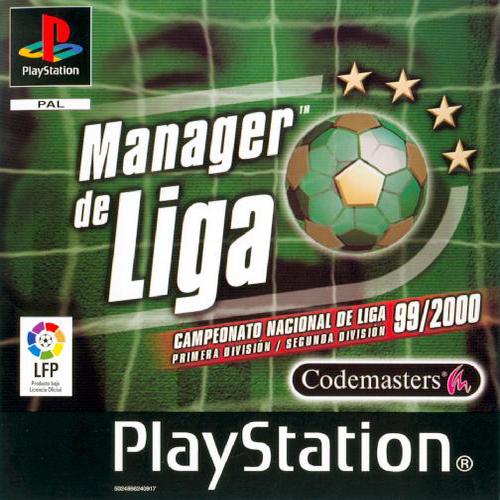 PlayStation
PAL
Manager™
de
Liga
CAMPEONATO NACIONAL DE LIGA 99/2000
PRIMERA DIVISIÓN / SEGUNDA DIVISIÓN
LFP
Producto bajo
Licencia Oficial
Codemasters
PlayStation®
5024866240917